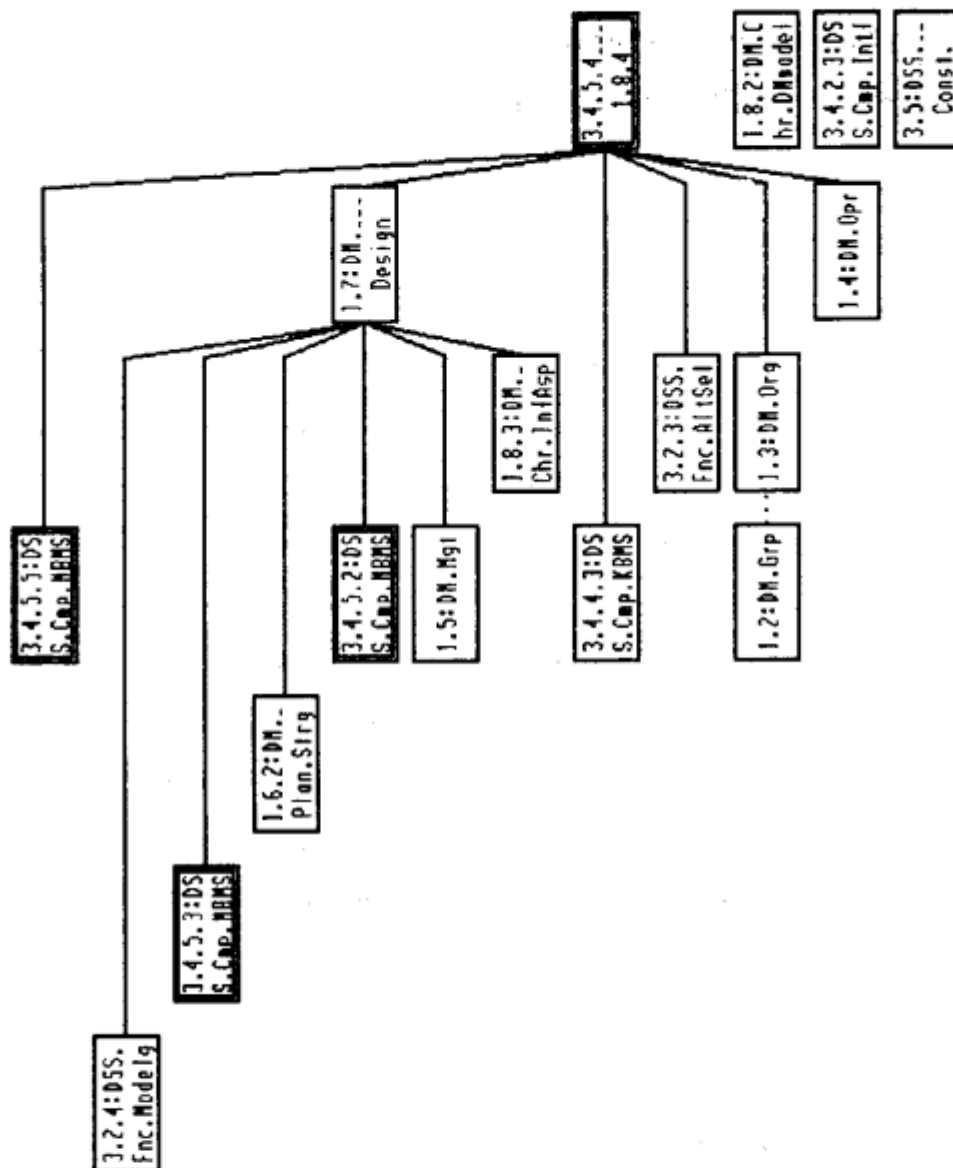 3.4.5.5:DS
S.Cmp.MBMS
3.2.4:DSS.
Fnc.Modelg
3.4.5.3:DS
S.Cmp.MBMS
1.6.2:DM._
Plan.Strg
3.4.5.2:DS
S.Cmp.MBMS
1.7:DM.___
Design
1.5:DM.Mgt
1.8.3:DM._
Chr.InfAsp
3.4.4.3:DS
S.Cmp.KBMS
3.4.5.4___
1.8.4
3.2.3:DSS.
Fnc.AltSel
1.2:DM.Grp
1.3:DM.Org
1.8.2:DM.C
hr.DMmodel
1.4:DM.Opr
3.4.2.3:DS
S.Cmp.Intf
3.5:DSS.__
Const.